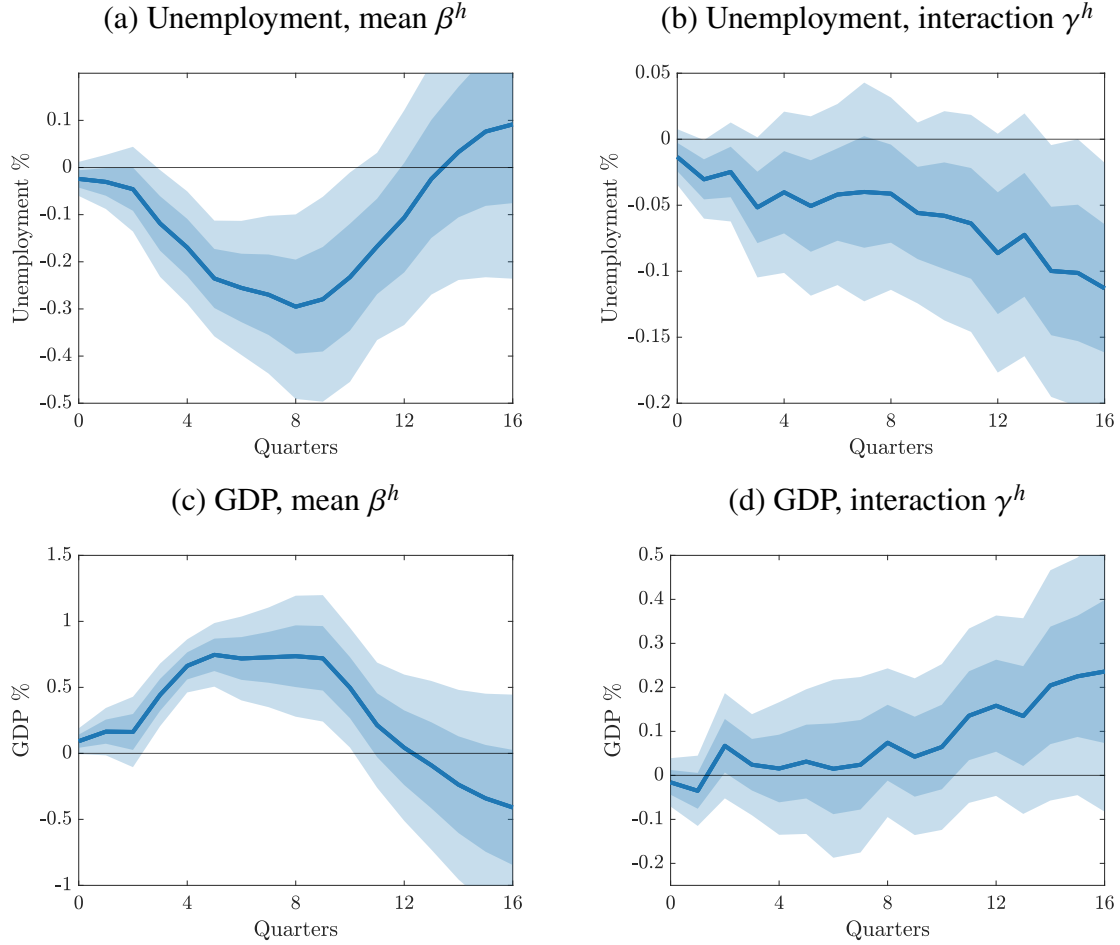 (a) Unemployment, mean β^h
0.1
0
-0.1
-0.2
-0.3
-0.4
-0.5
Unemployment %
0 4 8 12 16
Quarters
(b) Unemployment, interaction γ^h
0.05
0
-0.05
-0.1
-0.15
-0.2
Unemployment %
0 4 8 12 16
Quarters
(c) GDP, mean β^h
1.5
1
0.5
0
-0.5
-1
GDP %
0 4 8 12 16
Quarters
(d) GDP, interaction γ^h
0.5
0.4
0.3
0.2
0.1
0
-0.1
-0.2
GDP %
0 4 8 12 16
Quarters